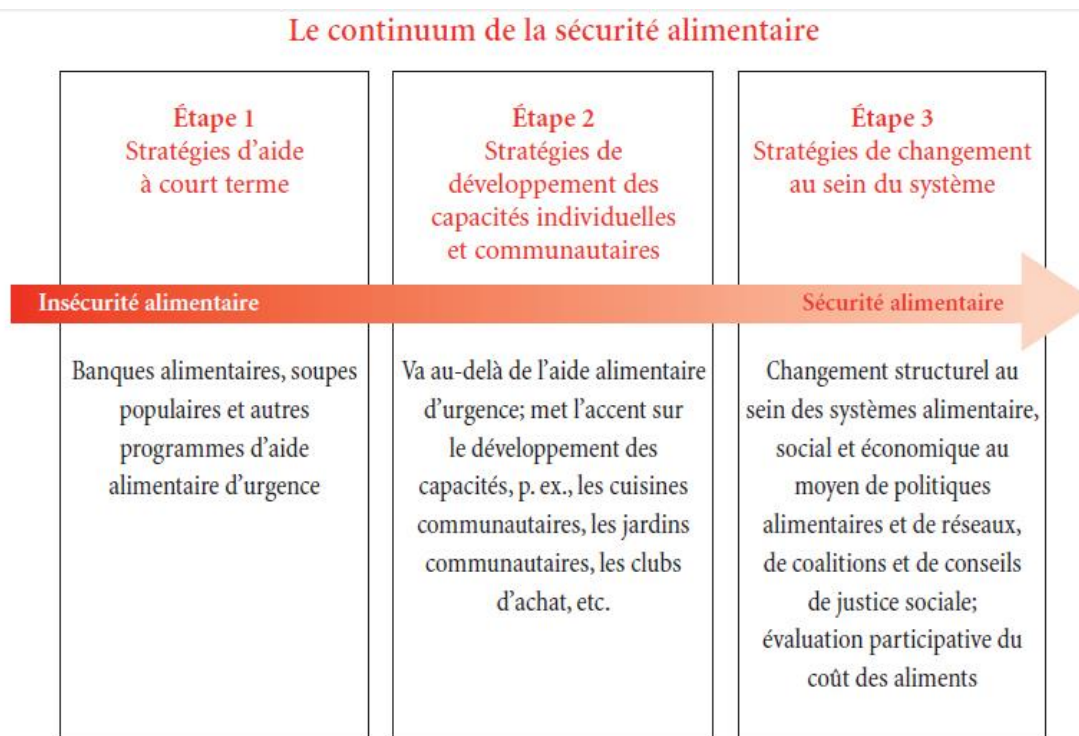 Le continuum de la sécurité alimentaire
Étape 1
Stratégies d'aide
à court terme
Étape 2
Stratégies de
développement des
capacités individuelles
et communautaires
Étape 3
Stratégies de changement
au sein du système
Insécurité alimentaire
Sécurité alimentaire
Banques alimentaires, soupes
populaires et autres
programmes d'aide
alimentaire d'urgence
Va au-delà de l'aide alimentaire
d'urgence; met l'accent sur
le développement des
capacités, p. ex., les cuisines
communautaires, les jardins
communautaires, les clubs
d'achat, etc.
Changement structurel au
sein des systèmes alimentaire,
social et économique au
moyen de politiques
alimentaires et de réseaux,
de coalitions et de conseils
de justice sociale;
évaluation participative du
coût des aliments